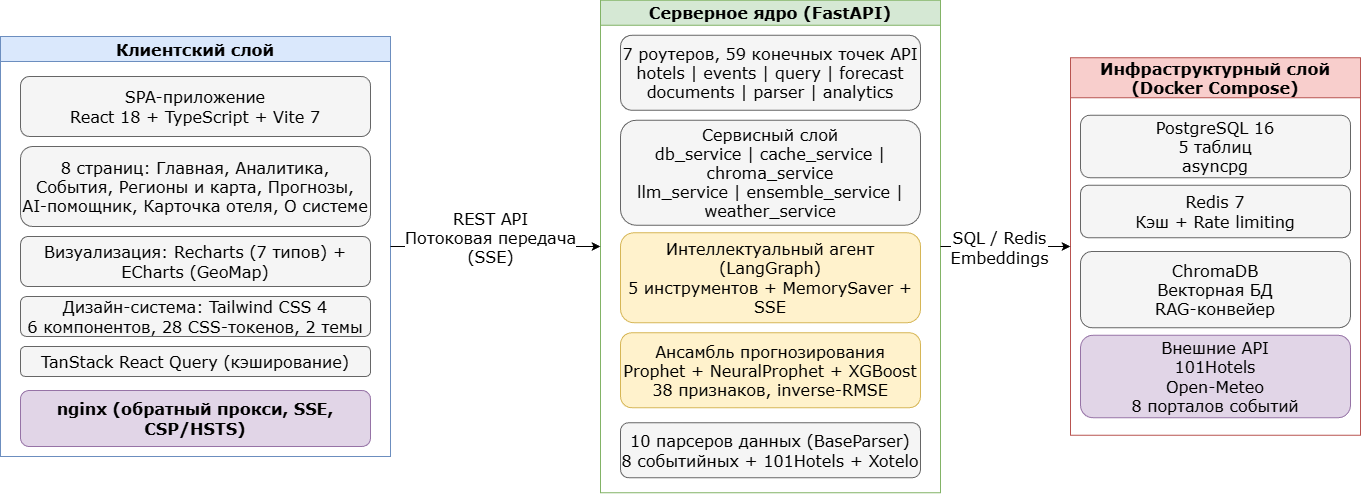 Клиентский слой
SPA-приложение
React 18 + TypeScript + Vite 7
8 страниц: Главная, Аналитика,
События, Регионы и карта, Прогнозы,
AI-помощник, Карточка отеля, О системе
Визуализация: Recharts (7 типов) +
ECharts (GeoMap)
Дизайн-система: Tailwind CSS 4
6 компонентов, 28 CSS-токенов, 2 темы
TanStack React Query (кэширование)
nginx (обратный прокси, SSE,
CSP/HSTS)
REST API
Потоковая передача
(SSE)
Серверное ядро (FastAPI)
7 роутеров, 59 конечных точек API
hotels | events | query | forecast
documents | parser | analytics
Сервисный слой
db_service | cache_service |
chroma_service
llm_service | ensemble_service |
weather_service
Интеллектуальный агент
(LangGraph)
5 инструментов + MemorySaver +
SSE
Ансамбль прогнозирования
Prophet + NeuralProphet + XGBoost
38 признаков, inverse-RMSE
10 парсеров данных (BaseParser)
8 событийных + 101Hotels + Xotelo
SQL / Redis
Embeddings
Инфраструктурный слой
(Docker Compose)
PostgreSQL 16
5 таблиц
asyncpg
Redis 7
Кэш + Rate limiting
ChromaDB
Векторная БД
RAG-конвейер
Внешние API
101Hotels
Open-Meteo
8 порталов событий